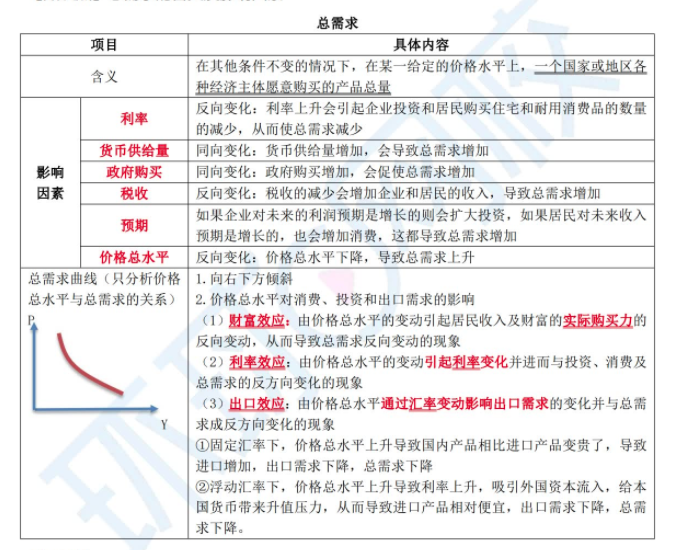 总需求
项目 具体内容
含义
在其他条件不变的情况下，在某一给定的价格水平上，一个国家或地区各
种经济主体愿意购买的产品总量
影响
因素
利率
反向变化：利率上升会引起企业投资和居民购买住宅和耐用消费品的数量
的减少，从而使总需求减少
货币供给量 同向变化：货币供给量增加，会导致总需求增加
政府购买 同向变化：政府购买增加，会促使总需求增加
税收 反向变化：税收的减少会增加企业和居民的收入，导致总需求增加
预期
如果企业对未来的利润预期是增长的则会扩大投资，如果居民对未来收入
预期是增长的，也会增加消费，这都导致总需求增加
价格总水平 反向变化：价格总水平下降，导致总需求上升
总需求曲线（只分析价格
总水平与总需求的关系）
P
Y
1.向右下方倾斜
2.价格总水平对消费、投资和出口需求的影响
（1）财富效应：由价格总水平的变动引起居民收入及财富的实际购买力的
反向变动，从而导致总需求反向变动的现象
（2）利率效应：由价格总水平的变动引起利率变化并进而与投资、消费及
总需求的反方向变化的现象
（3）出口效应：由价格总水平通过汇率变动影响出口需求的变化并与总需
求成反方向变化的现象
①固定汇率下，价格总水平上升导致国内产品相比进口产品变贵了，导致
进口增加，出口需求下降，总需求下降
②浮动汇率下，价格总水平上升导致利率上升，吸引外国资本流入，给本
国货币带来升值压力，从而导致进口产品相对便宜，出口需求下降，总需
求下降。
环球网校